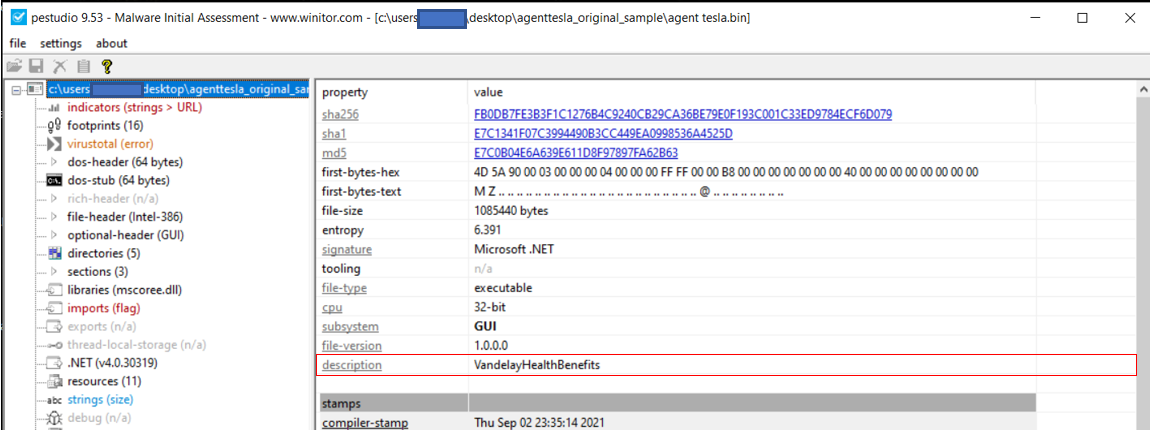 pestudio 9.53 - Malware Initial Assessment - www.winitor.com - [c:\users\desktop\agenttesla_original_sample\agent tesla.bin]
file settings about
c:\users desktop\agenttesla_original_sar
indicators (strings > URL)
footprints (16)
virustotal (error)
dos-header (64 bytes)
dos-stub (64 bytes)
rich-header (n/a)
file-header (Intel-386)
optional-header (GUI)
directories (5)
sections (3)
libraries (mscoree.dll)
imports (flag)
exports (n/a)
thread-local-storage (n/a)
.NET (v4.0.30319)
resources (11)
abc strings (size)
debug (n/a)
property value
sha256 FB0DB7FE3B3F1C1276B4C9240CB29CA36BE79E0F193C001C33ED9784ECF6D079
sha1 E7C1341F07C3994490B3CC449EA0998536A4525D
md5 E7C0B04E6A639E611D8F97897FA62B63
first-bytes-hex 4D 5A 90 00 03 00 00 00 04 00 00 00 FF FF 00 00 B8 00 00 00 00 00 00 00 40 00 00 00 00 00 00 00 00
first-bytes-text M Z .. .. .. .. .. .. .. .. .. .. .. .. .. .. .. .. .. .. .. .. @ .. .. .. .. .. .. .. ..
file-size 1085440 bytes
entropy 6.391
signature Microsoft .NET
tooling n/a
file-type executable
cpu 32-bit
subsystem GUI
file-version 1.0.0.0
description VandelayHealthBenefits
stamps
compiler-stamp Thu Sep 02 23:35:14 2021